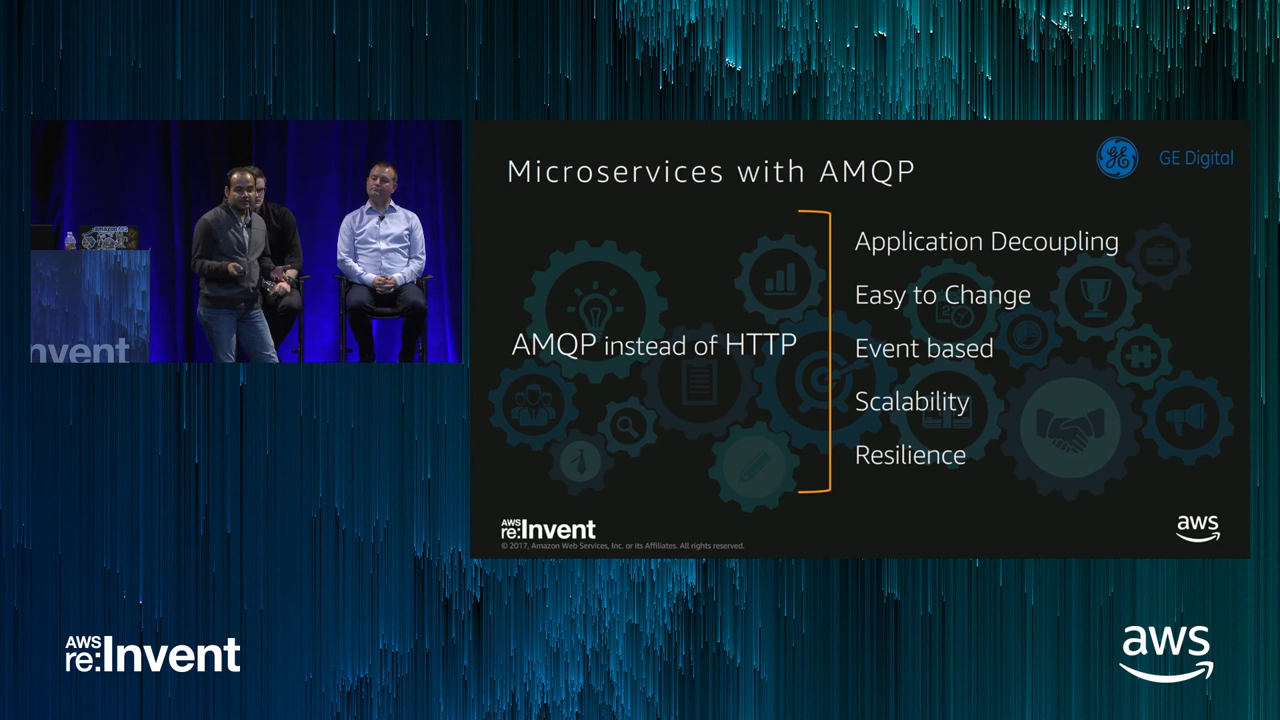 Microservices with AMQP
GE Digital
AMQP instead of HTTP
Application Decoupling
Easy to Change
Event based
Scalability
Resilience
AWS
re:Invent
© 2017, Amazon Web Services, Inc. or its Affiliates. All rights reserved.
aws
nvent
AWS
re:Invent
aws